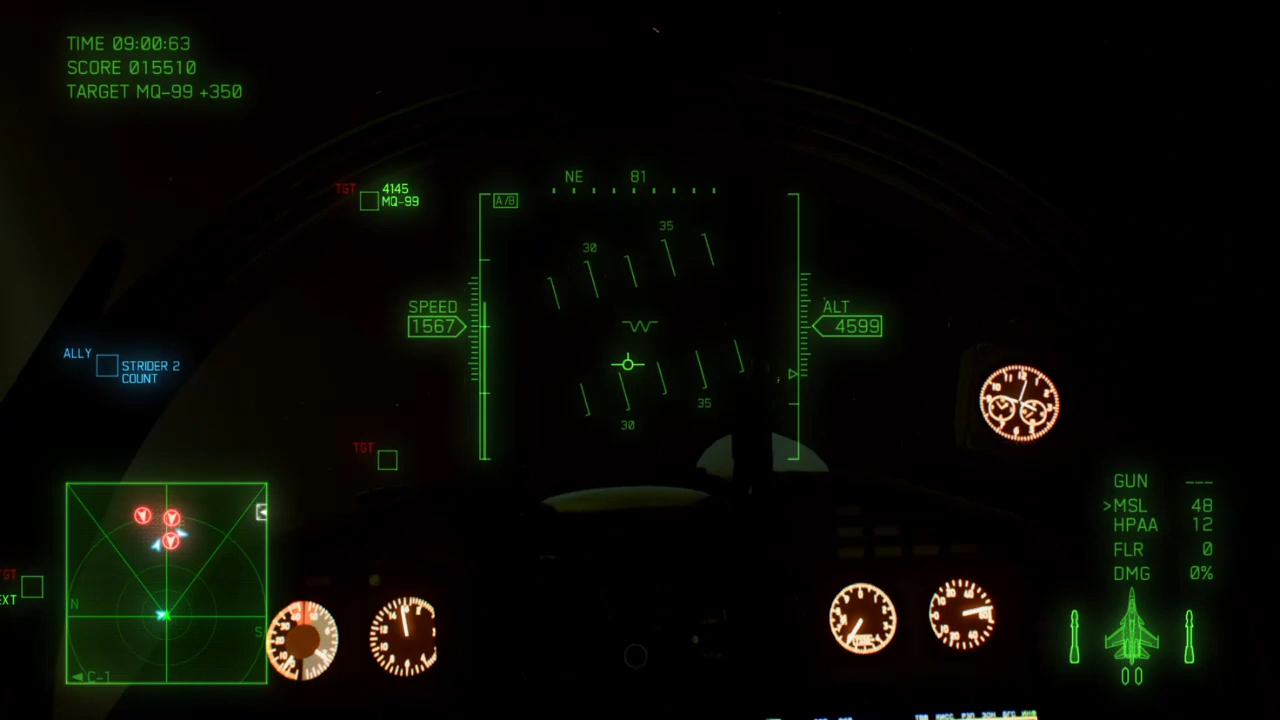 TIME 09:00:63
SCORE 015510
TARGET MQ-99 +350
NE 81
TGT 4145
MQ-99
A/B
35
30
SPEED
1567
ALT
4599
ALLY STRIDER 2
COUNT
35
30
TGT
TGT
EXT
N
S
◄C-1
GUN ---
>MSL 48
HPAA 12
FLR 0
DMG 0%